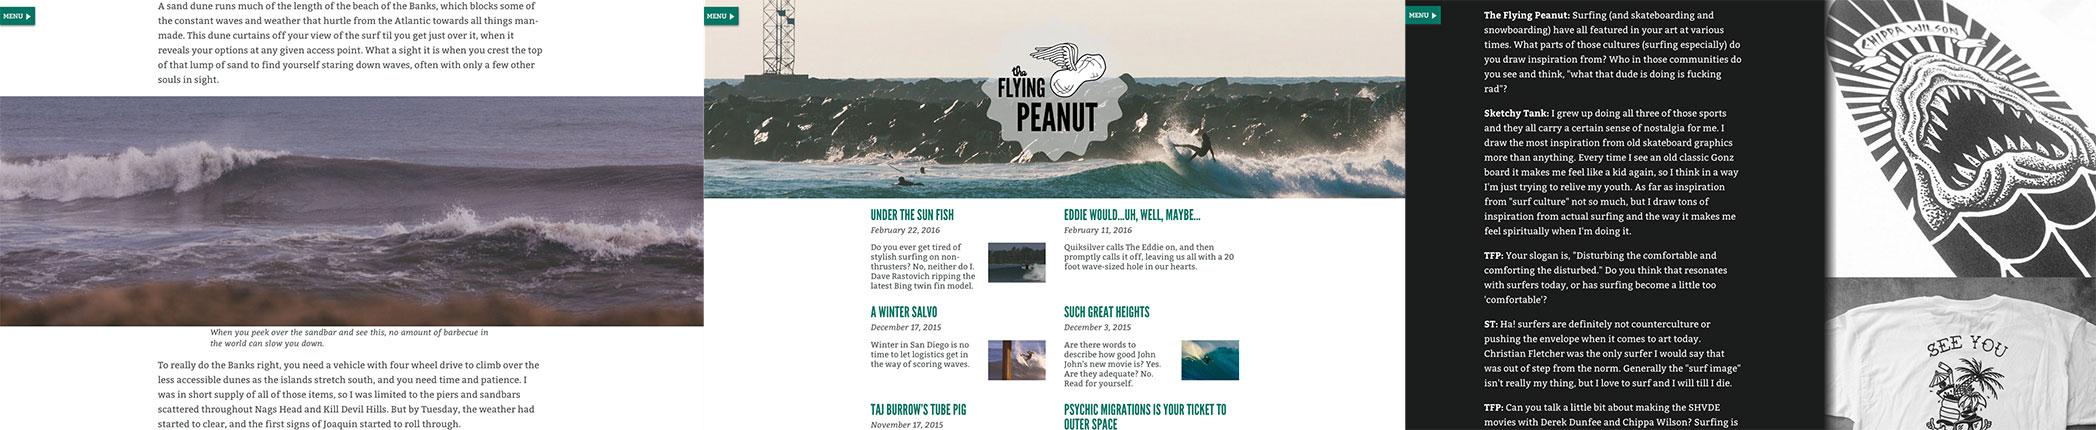 MENU
A sand dune runs much of the length of the beach of the Banks, which blocks some of
the constant waves and weather that hurtle from the Atlantic towards all things man-
made. This dune curtains off your view of the surf til you get just over it, when it
reveals your options at any given access point. What a sight it is when you crest the top
of that lump of sand to find yourself staring down waves, often with only a few other
souls in sight.
When you peek over the sandbar and see this, no amount of barbecue in
the world can slow you down.
To really do the Banks right, you need a vehicle with four wheel drive to climb over the
less accessible dunes as the islands stretch south, and you need time and patience. I
was in short supply of all of those items, so I was limited to the piers and sandbars
scattered throughout Nags Head and Kill Devil Hills. But by Tuesday, the weather had
started to clear, and the first signs of Joaquin started to roll through.
MENU
the
FLYING
PEANUT
UNDER THE SUN FISH
February 22, 2016
Do you ever get tired of
stylish surfing on non-
thrusters? No, neither do I.
Dave Rastovich ripping the
latest Bing twin fin model.
EDDIE WOULD...UH, WELL, MAYBE...
February 11, 2016
Quiksilver calls The Eddie on, and then
promptly calls it off, leaving us all with a 20
foot wave-sized hole in our hearts.
A WINTER SALVO
December 17, 2015
Winter in San Diego is no
time to let logistics get in
the way of scoring waves.
SUCH GREAT HEIGHTS
December 3, 2015
Are there words to
describe how good John
John's new movie is? Yes.
Are they adequate? No.
Read for yourself.
TAJ BURROW'S TUBE PIG
November 17, 2015
PSYCHIC MIGRATIONS IS YOUR TICKET TO
OUTER SPACE
MENU
The Flying Peanut: Surfing (and skateboarding and
snowboarding) have all featured in your art at various
times. What parts of those cultures (surfing especially) do
you draw inspiration from? Who in those communities do
you see and think, "what that dude is doing is fucking
rad"?
Sketchy Tank: I grew up doing all three of those sports
and they all carry a certain sense of nostalgia for me. I
draw the most inspiration from old skateboard graphics
more than anything. Every time I see an old classic Gonz
board it makes me feel like a kid again, so I think in a way
I'm just trying to relive my youth. As far as inspiration
from "surf culture" not so much, but I draw tons of
inspiration from actual surfing and the way it makes me
feel spiritually when I'm doing it.
TFP: Your slogan is, "Disturbing the comfortable and
comforting the disturbed." Do you think that resonates
with surfers today, or has surfing become a little too
'comfortable'?
ST: Ha! surfers are definitely not counterculture or
pushing the envelope when it comes to art today.
Christian Fletcher was the only surfer I would say that
was out of step from the norm. Generally the "surf image"
isn't really my thing, but I love to surf and I will till I die.
TFP: Can you talk a little bit about making the SHVDE
movies with Derek Dunfee and Chippa Wilson? Surfing is
CHIPPA WILSON
SEE YOU